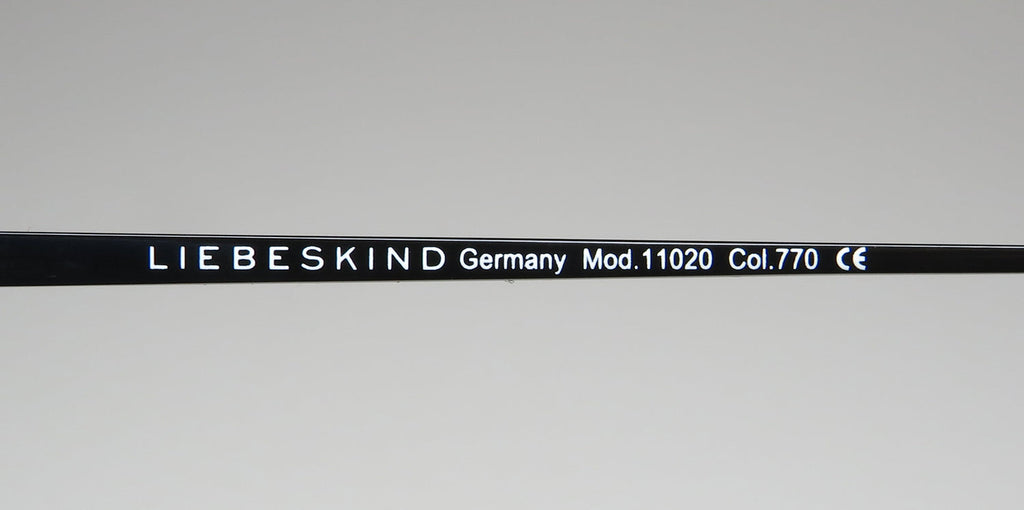 LIEBESKIND Germany Mod.11020 Col.770 CE